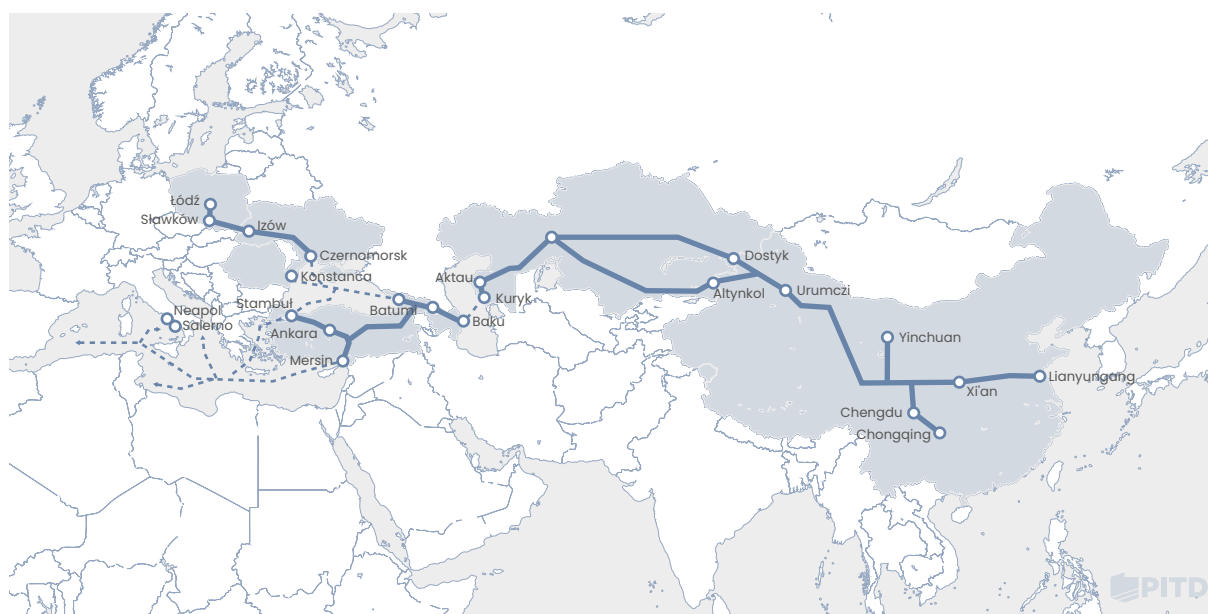 Łódź
Sławków
Izów
Czernomorsk
Konstanca
Stambuł
Neapol
Salerno
Ankara
Mersin
Batumi
Baku
Aktau
Kuryk
Dostyk
Altynkol
Urumczi
Yinchuan
Lianyungang
Xi'an
Chengdu
Chongqing
PITD